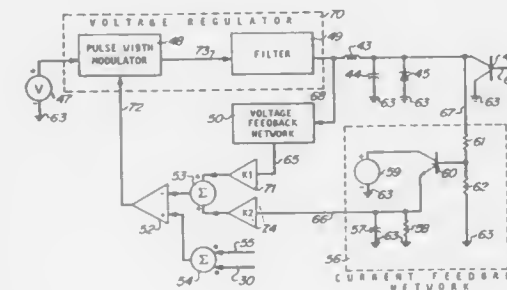 VOLTAGE REGULATOR
70
48
49
PULSE WIDTH
MODULATOR
73
FILTER
43
V
47
63
72
68
44
45
63
63
63
67
50
VOLTAGE
FEEDBACK
NETWORK
65
61
53
Σ
K1
71
59
60
62
63
K2
74
66
52
57
63
58
63
56
Σ
54
55
30
CURRENT FEEDBACK
NETWORK